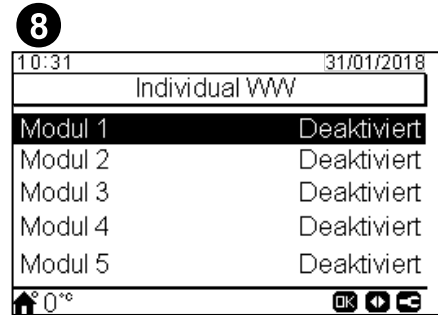 8
10:31 31/01/2018
Individual WW
Modul 1 Deaktiviert
Modul 2 Deaktiviert
Modul 3 Deaktiviert
Modul 4 Deaktiviert
Modul 5 Deaktiviert
0°C OK